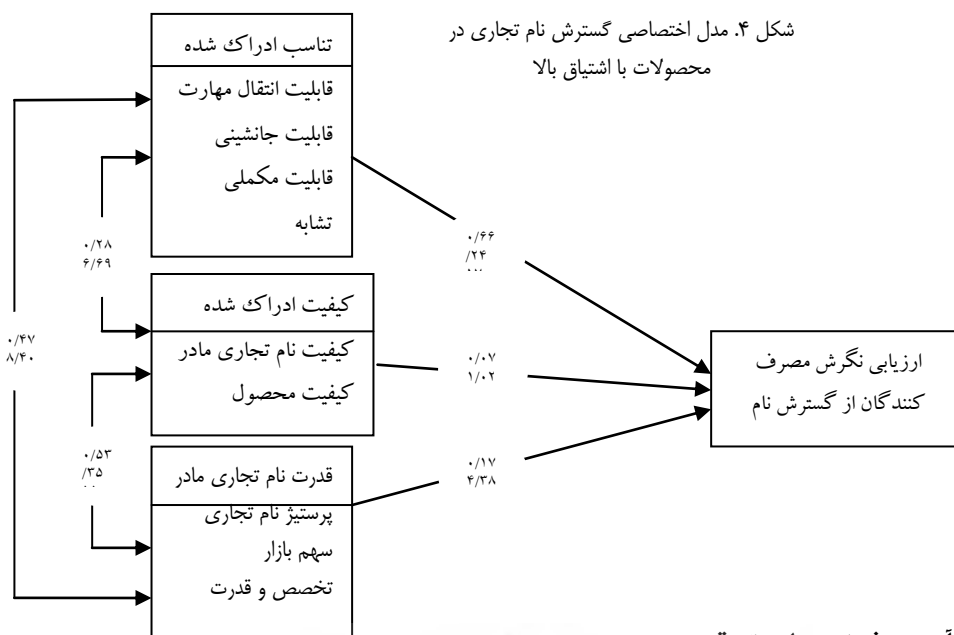 شکل ۴. مدل اختصاصی گسترش نام تجاری در
محصولات با اشتیاق بالا
تناسب ادراک شده
قابلیت انتقال مهارت
قابلیت جانشینی
قابلیت مکملی
تشابه
۰/۲۸
۶/۶۹
۰/۴۷
۸/۴۰
کیفیت ادراک شده
کیفیت نام تجاری مادر
کیفیت محصول
۰/۵۳
/۳۵
قدرت نام تجاری مادر
پرستیژ نام تجاری
سهم بازار
تخصص و قدرت
۰/۶۶
/۲۴
۰/۰۷
۱/۰۲
۰/۱۷
۴/۳۸
ارزیابی نگرش مصرف
کنندگان از گسترش نام